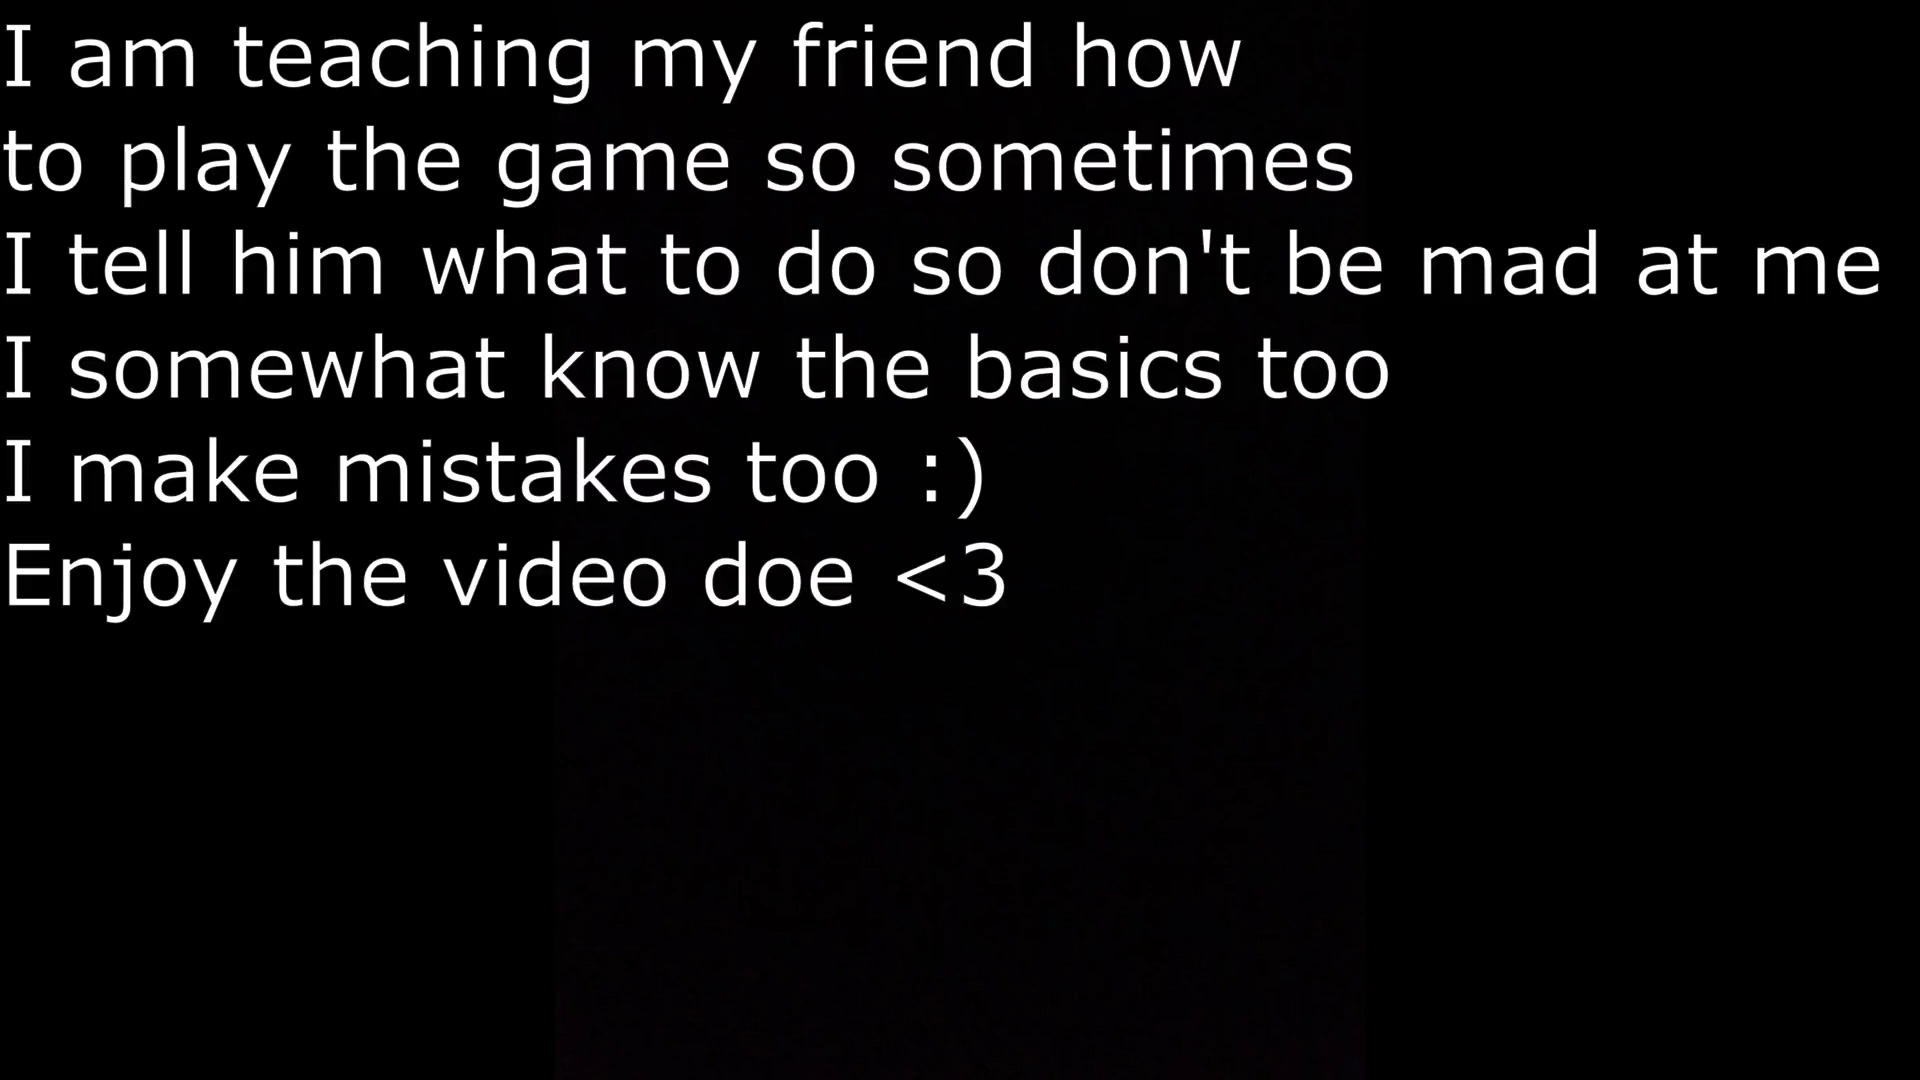 I am teaching my friend how
to play the game so sometimes
I tell him what to do so don't be mad at me
I somewhat know the basics too
I make mistakes too :)
Enjoy the video doe <3